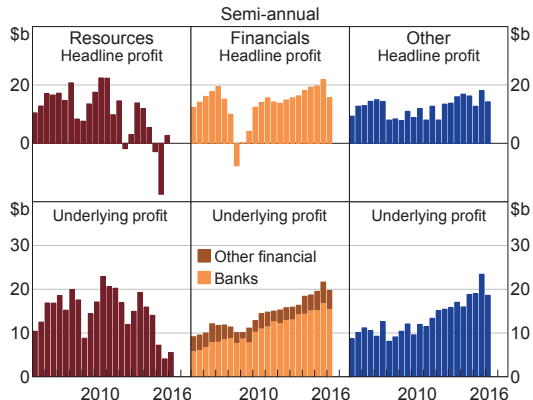 Semi-annual
$b Resources Financials Other $b
Headline profit Headline profit Headline profit
20 20
0 0
$b Underlying profit Underlying profit Underlying profit $b
30 30
Other financial
20 Banks 20
10 10
0 0
2010 2016 2010 2016 2010 2016